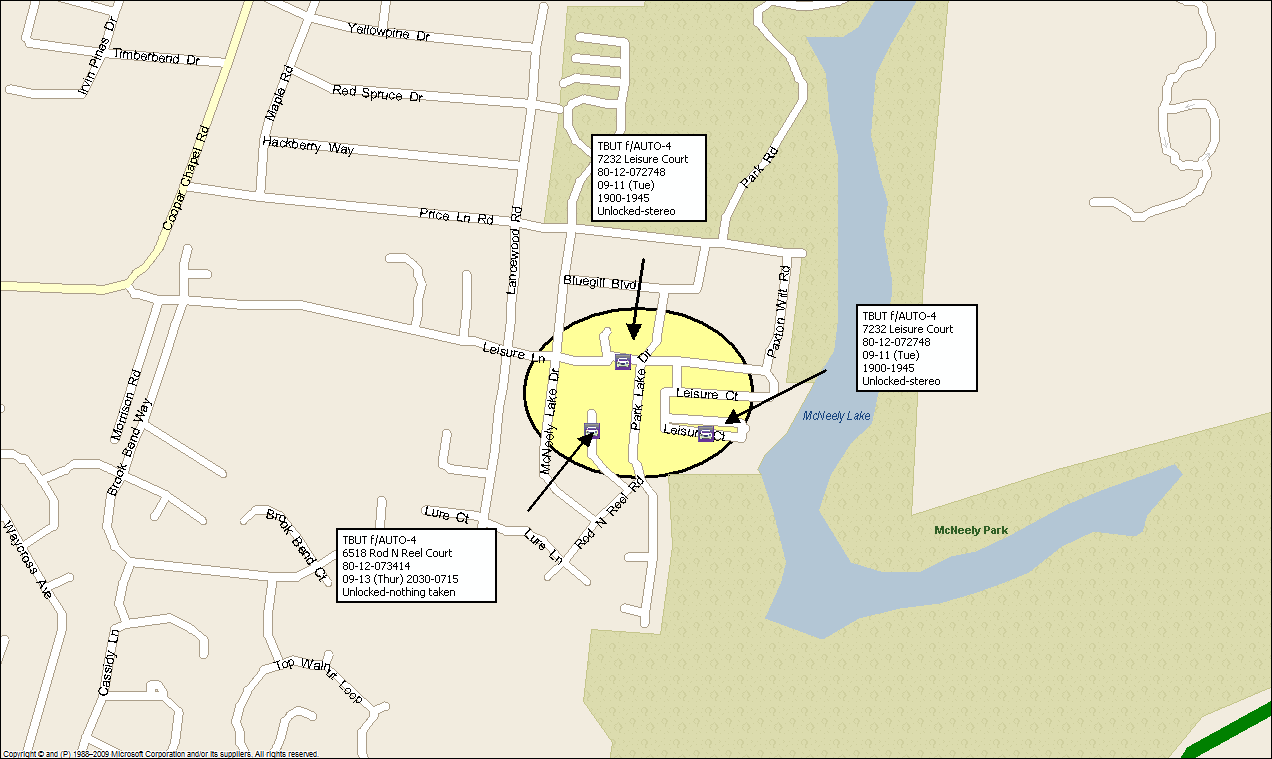 Yellowpine Dr
Irvin Pines Dr
Timberbend Dr
Maple Rd
Red Spruce Dr
Hackberry Way
Cooper Chapel Rd
TBUT f/AUTO-4
7232 Leisure Court
80-12-072748
09-11 (Tue)
1900-1945
Unlocked-stereo
Park Rd
Price Ln Rd
Lancewood Rd
Bluegill Blvd
Paxton Wilt Rd
TBUT f/AUTO-4
7232 Leisure Court
80-12-072748
09-11 (Tue)
1900-1945
Unlocked-stereo
Leisure Ln
Park Lake Dr
McNeely Lake Dr
Leisure Ct
Leisure Ct
McNeely Lake
Morrison Rd
Brook Bend Way
Rod N Reel Rd
Lure Ct
Lure Ln
Brook Bend Ct
Waycross Ave
McNeely Park
TBUT f/AUTO-4
6518 Rod N Reel Court
80-12-073414
09-13 (Thur) 2030-0715
Unlocked-nothing taken
Cassidy Ln
Top Walnut Loop
Copyright © and (P) 1988–2009 Microsoft Corporation and/or its suppliers. All rights reserved.